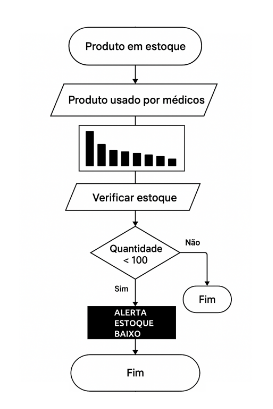 Produto em estoque
Produto usado por médicos
Verificar estoque
Quantidade
< 100
Não
Sim
Fim
ALERTA
ESTOQUE
BAIXO
Fim